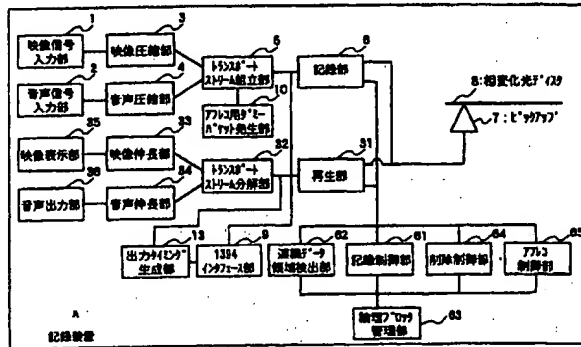 1
映像信号
入力部
3
映像圧縮部
2
音声信号
入力部
4
音声圧縮部
5
トランスポート
ストリーム組立部
6
記録部
10
アフレコ用ダミー
パケット発生部
8：相変化光ディスク
7：ピックアップ
35
映像表示部
33
映像伸長部
36
音声出力部
34
音声伸長部
32
トランスポート
ストリーム分解部
31
再生部
13
出力タイミング
生成部
9
1394
インタフェース部
62
連続データ
領域検出部
61
記録制御部
64
削除制御部
65
アフレコ
制御部
63
論理ブロック
管理部
A
記録装置